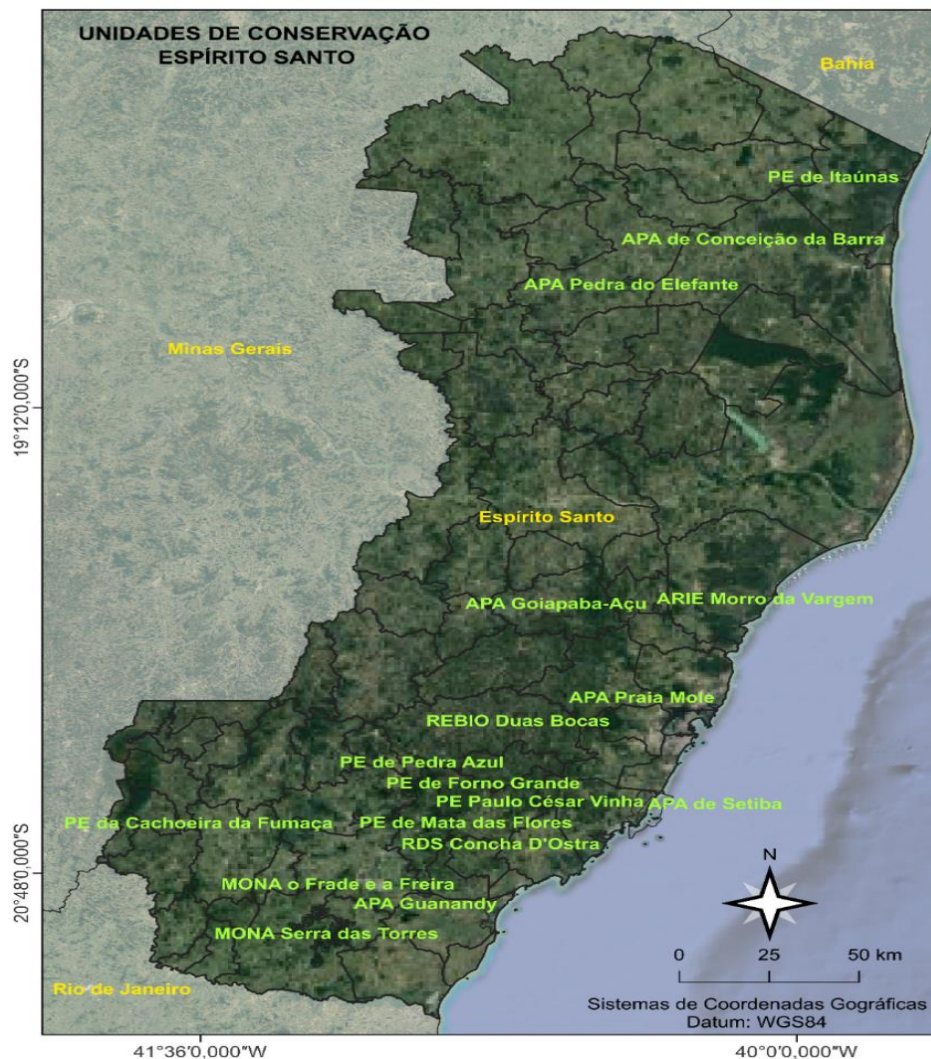 UNIDADES DE CONSERVAÇÃO
ESPÍRITO SANTO
Bahia
PE de Itaúnas
APA de Conceição da Barra
APA Pedra do Elefante
Minas Gerais
19°12'0,000"S
Espírito Santo
APA Goiapaba-Açu
ARIE Morro da Vargem
APA Praia Mole
REBIO Duas Bocas
PE de Pedra Azul
PE de Forno Grande
PE Paulo César Vinha
APA de Setiba
PE da Cachoeira da Fumaça
PE de Mata das Flores
RDS Concha D'Ostra
20°48'0,000"S
MONA o Frade e a Freira
APA Guanandy
MONA Serra das Torres
N
0 25 50 km
Rio de Janeiro
Sistemas de Coordenadas Gográficas
Datum: WGS84
41°36'0,000"W
40°0'0,000"W